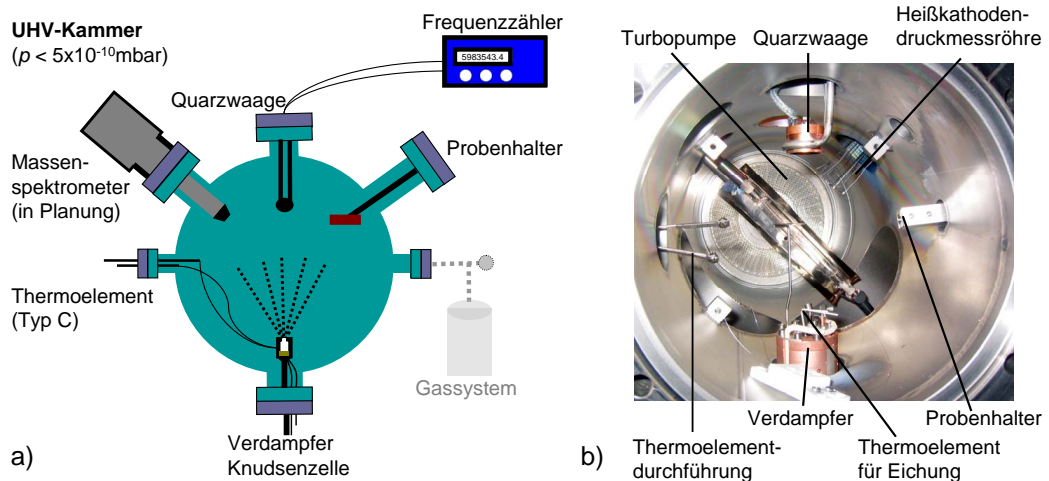 UHV-Kammer
(p < 5x10-10mbar)
Frequenzzähler
5983543.4
Quarzwaage
Massen-
spektrometer
(in Planung)
Probenhalter
Thermoelement
(Typ C)
Gassystem
Verdampfer
Knudsenzelle
a)
Heißkathoden-
druckmessröhre
Turbopumpe
Quarzwaage
Verdampfer
Probenhalter
Thermoelement-
durchführung
Thermoelement
für Eichung
b)